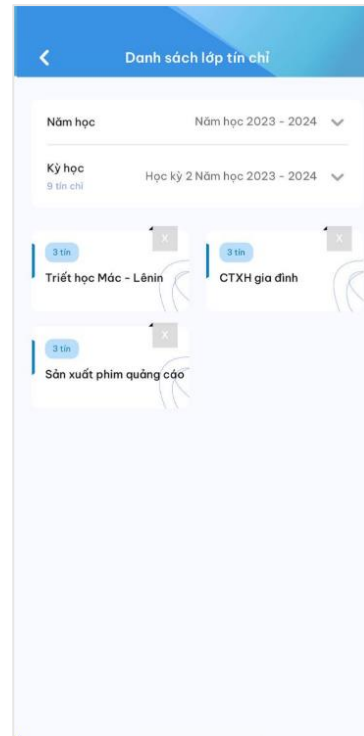 Danh sách lớp tín chỉ
Năm học
Năm học 2023 - 2024
Kỳ học
9 tín chỉ
Học kỳ 2 Năm học 2023 - 2024
3 tín
X
Triết học Mác - Lênin
3 tín
X
CTXH gia đình
3 tín
X
Sản xuất phim quảng cáo